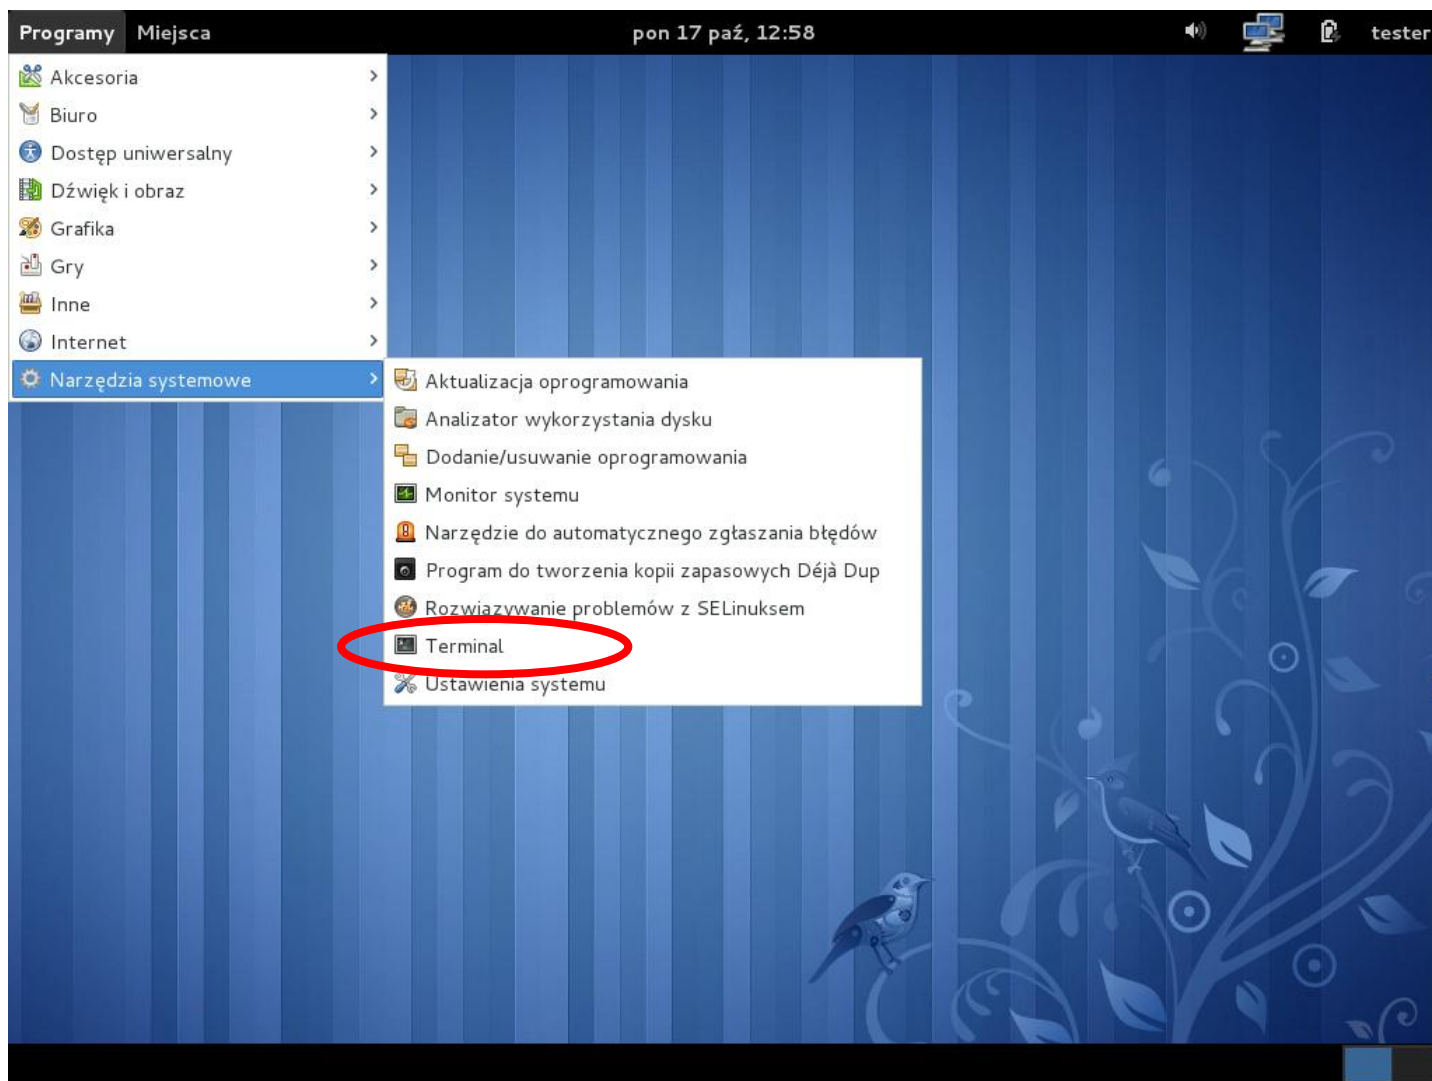 Programy Miejsca pon 17 paź, 12:58 tester
Akcesoria
Biuro
Dostęp uniwersalny
Dźwięk i obraz
Grafika
Gry
Inne
Internet
Narzędzia systemowe
Aktualizacja oprogramowania
Analizator wykorzystania dysku
Dodanie/usuwanie oprogramowania
Monitor systemu
Narzędzie do automatycznego zgłaszania błędów
Program do tworzenia kopii zapasowych Déjà Dup
Rozwiązywanie problemów z SELinuksem
Terminal
Ustawienia systemu